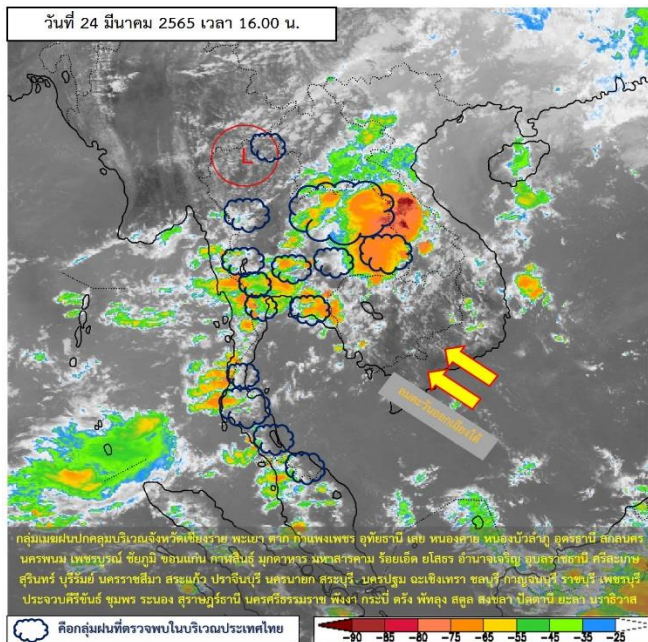 วันที่ 24 มีนาคม 2565 เวลา 16.00 น.
L
ลมตะวันออกเฉียงใต้
กลุ่มเมฆฝนปกคลุมบริเวณจังหวัดเชียงราย พะเยา ตาก กำแพงเพชร อุทัยธานี เลย หนองคาย หนองบัวลำภู อุดรธานี สกลนคร
นครพนม เพชรบูรณ์ ชัยภูมิ ขอนแก่น กาฬสินธุ์ มุกดาหาร มหาสารคาม ร้อยเอ็ด ยโสธร อำนาจเจริญ อุบลราชธานี ศรีสะเกษ
สุรินทร์ บุรีรัมย์ นครราชสีมา สระแก้ว ปราจีนบุรี นครนายก สระบุรี นครปฐม ฉะเชิงเทรา ชลบุรี กาญจนบุรี ราชบุรี เพชรบุรี
ประจวบคีรีขันธ์ ชุมพร ระนอง สุราษฎร์ธานี นครศรีธรรมราช พังงา กระบี่ ตรัง พัทลุง สตูล สงขลา ปัตตานี ยะลา นราธิวาส
คือกลุ่มฝนที่ตรวจพบในบริเวณประเทศไทย
-90 -85 -80 -75 -65 -55 -45 -35 -25